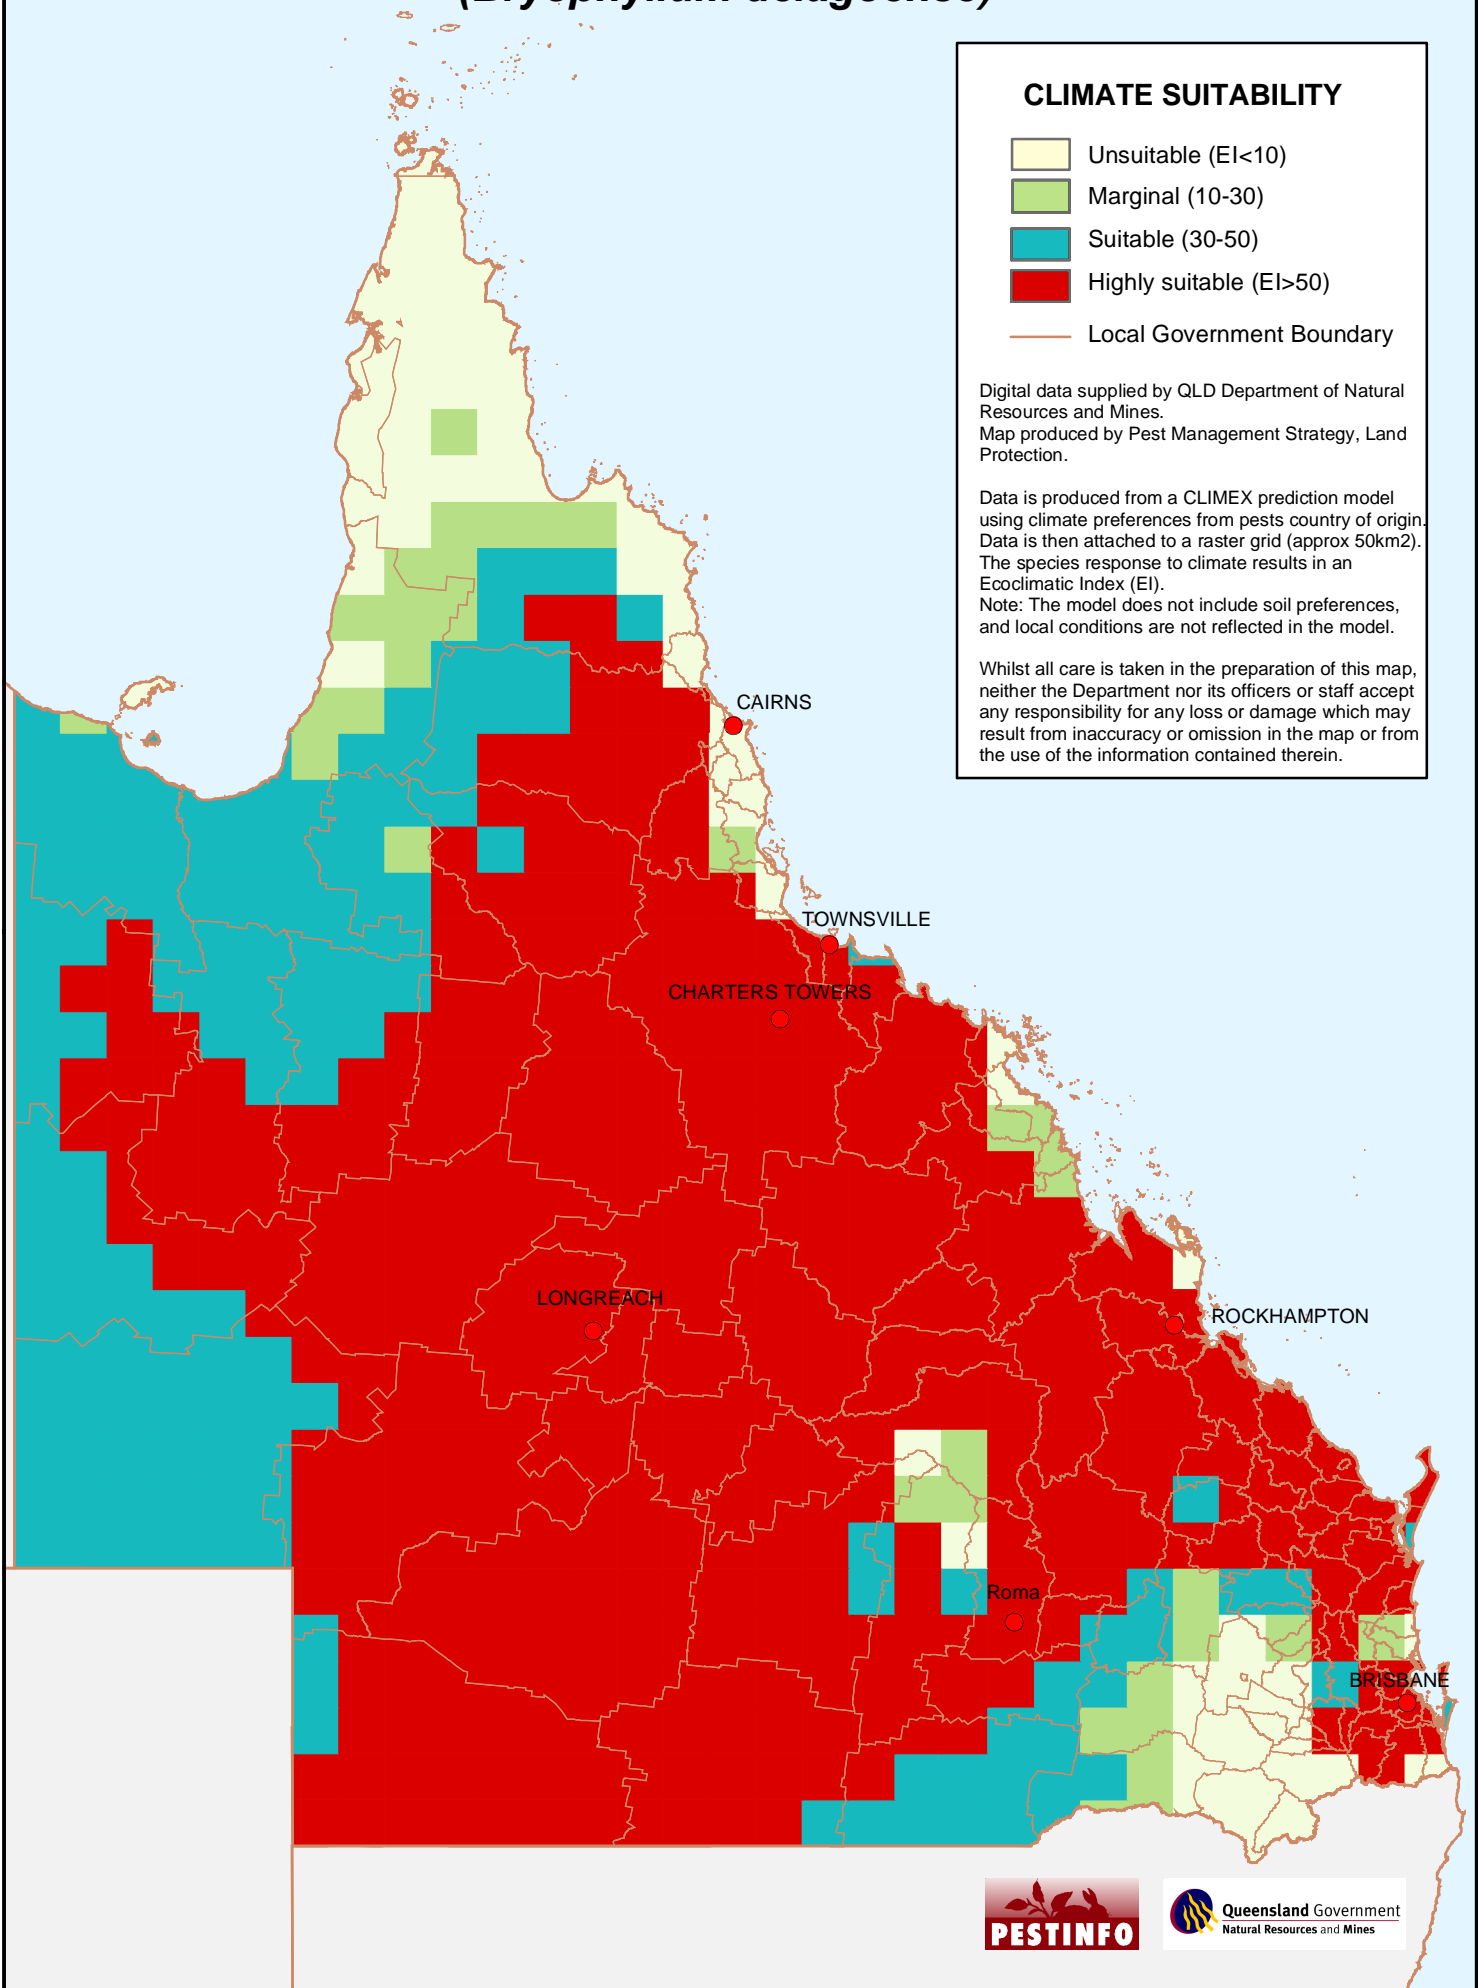 (Bryophyllum delagoense)
CLIMATE SUITABILITY
Unsuitable (EI<10)
Marginal (10-30)
Suitable (30-50)
Highly suitable (EI>50)
Local Government Boundary
Digital data supplied by QLD Department of Natural
Resources and Mines.
Map produced by Pest Management Strategy, Land
Protection.
Data is produced from a CLIMEX prediction model
using climate preferences from pests country of origin.
Data is then attached to a raster grid (approx 50km2).
The species response to climate results in an
Ecoclimatic Index (EI).
Note: The model does not include soil preferences,
and local conditions are not reflected in the model.
Whilst all care is taken in the preparation of this map,
neither the Department nor its officers or staff accept
any responsibility for any loss or damage which may
result from inaccuracy or omission in the map or from
the use of the information contained therein.
CAIRNS
TOWNSVILLE
CHARTERS TOWERS
LONGREACH
ROCKHAMPTON
Roma
BRISBANE
PESTINFO
Queensland Government
Natural Resources and Mines